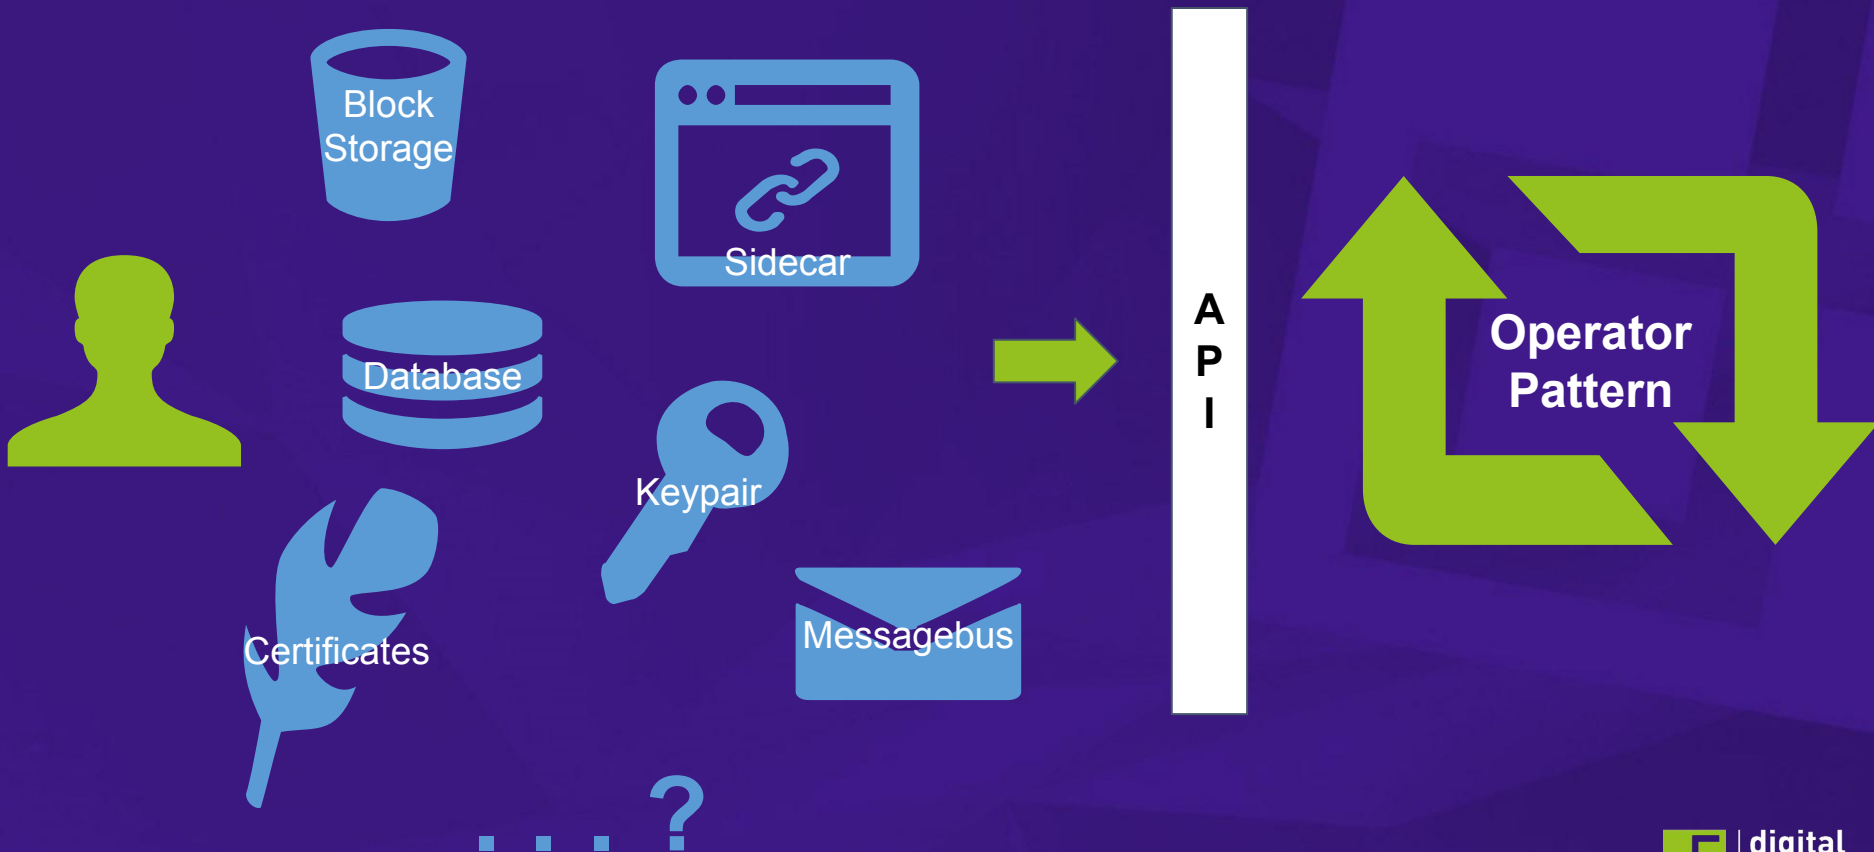 Block
Storage
Sidecar
Database
Keypair
Certificates
Messagebus
...?
A
P
I
Operator
Pattern
digital